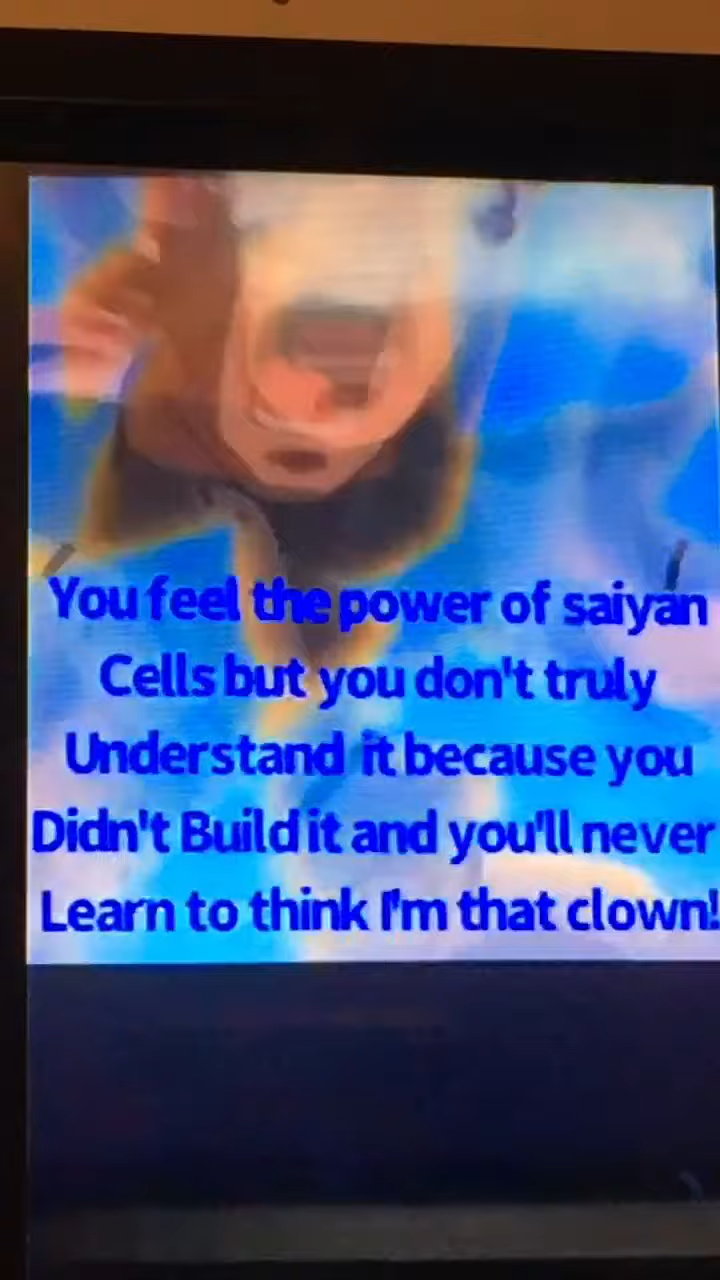 You feel the power of saiyan
Cells but you don't truly
Understand it because you
Didn't Build it and you'll never
Learn to think I'm that clown!